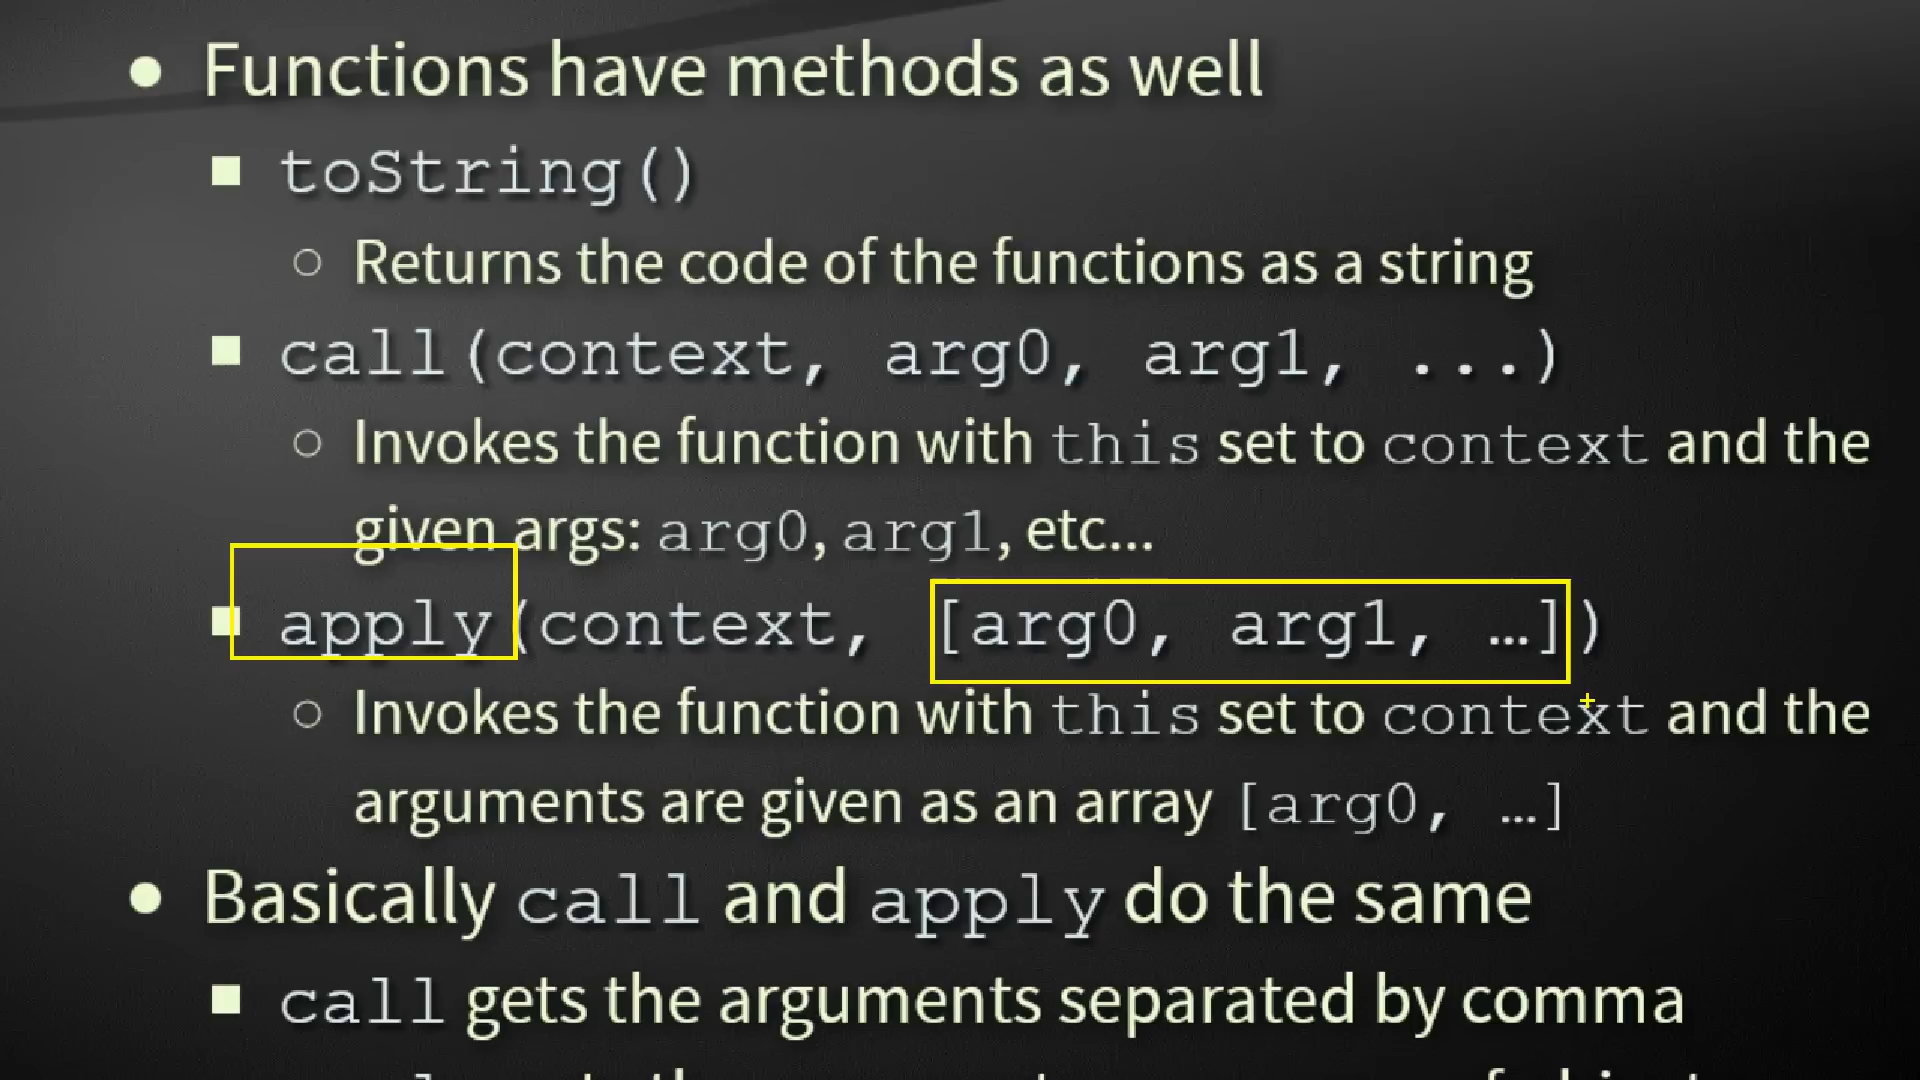 Functions have methods as well
toString()
Returns the code of the functions as a string
call(context, arg0, arg1, ...)
Invokes the function with this set to context and the
given args: arg0, arg1, etc...
apply(context, [arg0, arg1, …])
Invokes the function with this set to context and the
arguments are given as an array [arg0, …]
Basically call and apply do the same
call gets the arguments separated by comma